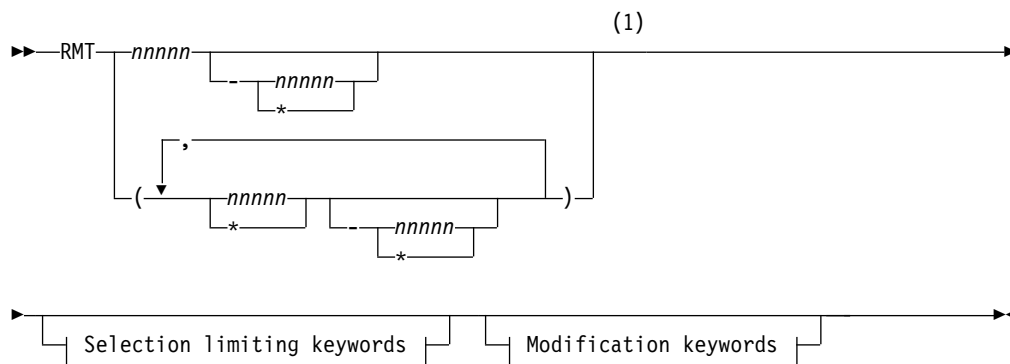 (1)
RMT nnnnn
- nnnnn
*
,
( nnnnn )
* - nnnnn
*
Selection limiting keywords Modification keywords